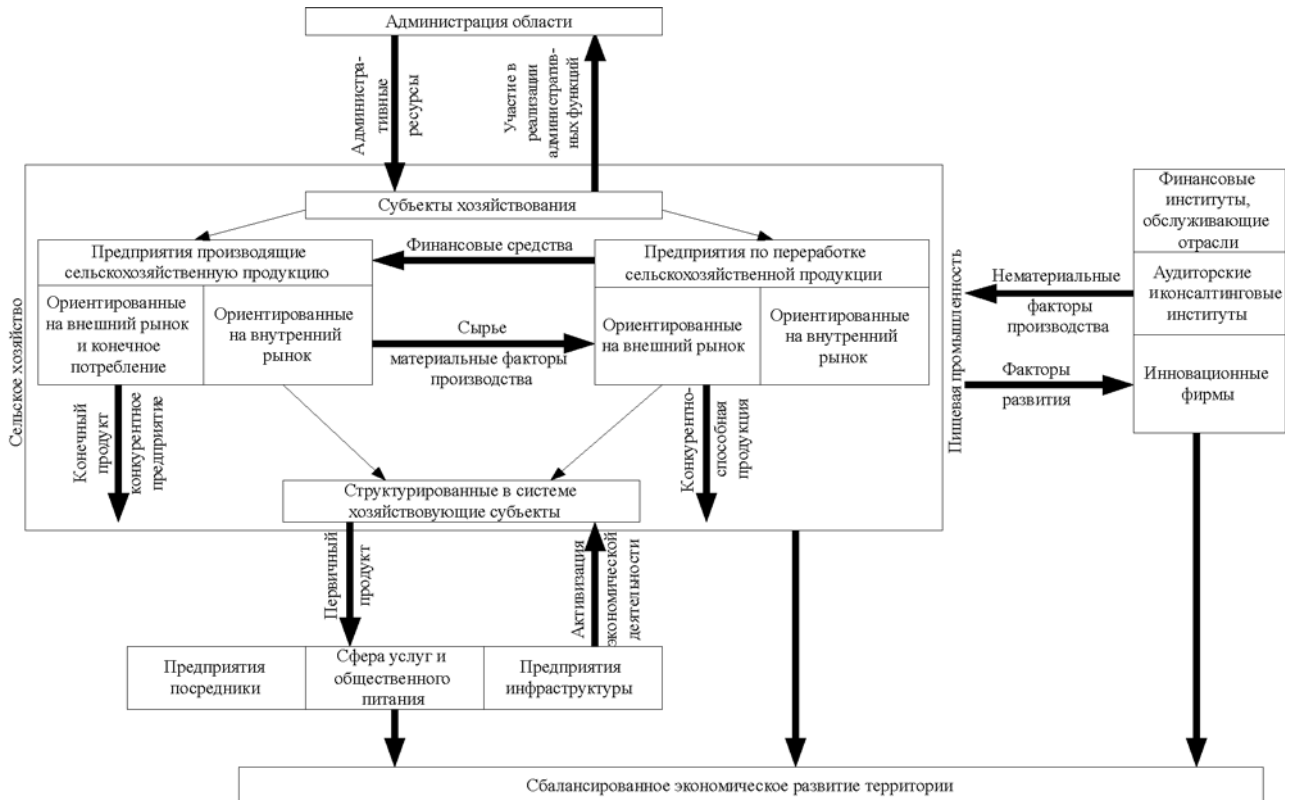 Администрация области
Администра-
тивные
ресурсы
Участие в
реализации
административ-
ных функций
Субъекты хозяйствования
Предприятия производящие
сельскохозяйственную продукцию
Финансовые средства
Предприятия по переработке
сельскохозяйственной продукции
Ориентированные
на внешний рынок
и конечное
потребление
Ориентированные
на внутренний
рынок
Сырье
материальные факторы
производства
Ориентированные
на внешний рынок
Ориентированные
на внутренний
рынок
Сельское хозяйство
Пищевая промышленность
Финансовые
институты,
обслуживающие
отрасли
Аудиторские
и консалтинговые
институты
Инновационные
фирмы
Нематериальные
факторы
производства
Факторы
развития
Конечный
продукт
конкурентное
предприятие
Конкурентно-
способная
продукция
Структурированные в системе
хозяйствовующие субъекты
Первичный
продукт
Активизация
экономической
деятельности
Предприятия
посредники
Сфера услуг и
общественного
питания
Предприятия
инфраструктуры
Сбалансированное экономическое развитие территории